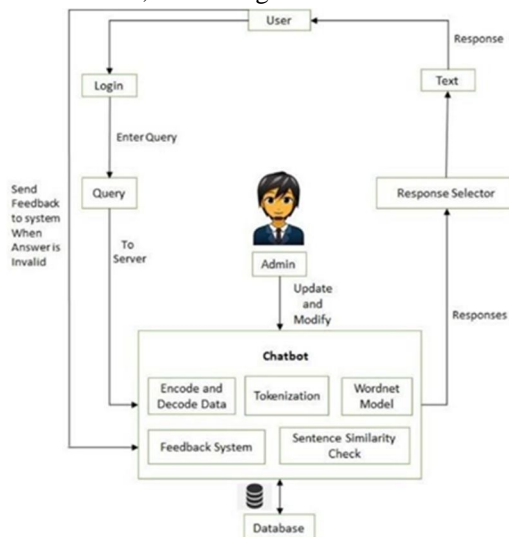 User
Response
Login
Text
Enter Query
Send
Feedback
to system
When
Answer is
Invalid
Query
Response Selector
To
Server
Admin
Update
and
Modify
Responses
Chatbot
Encode and
Decode Data
Tokenization
Wordnet
Model
Feedback System
Sentence Similarity
Check
Database